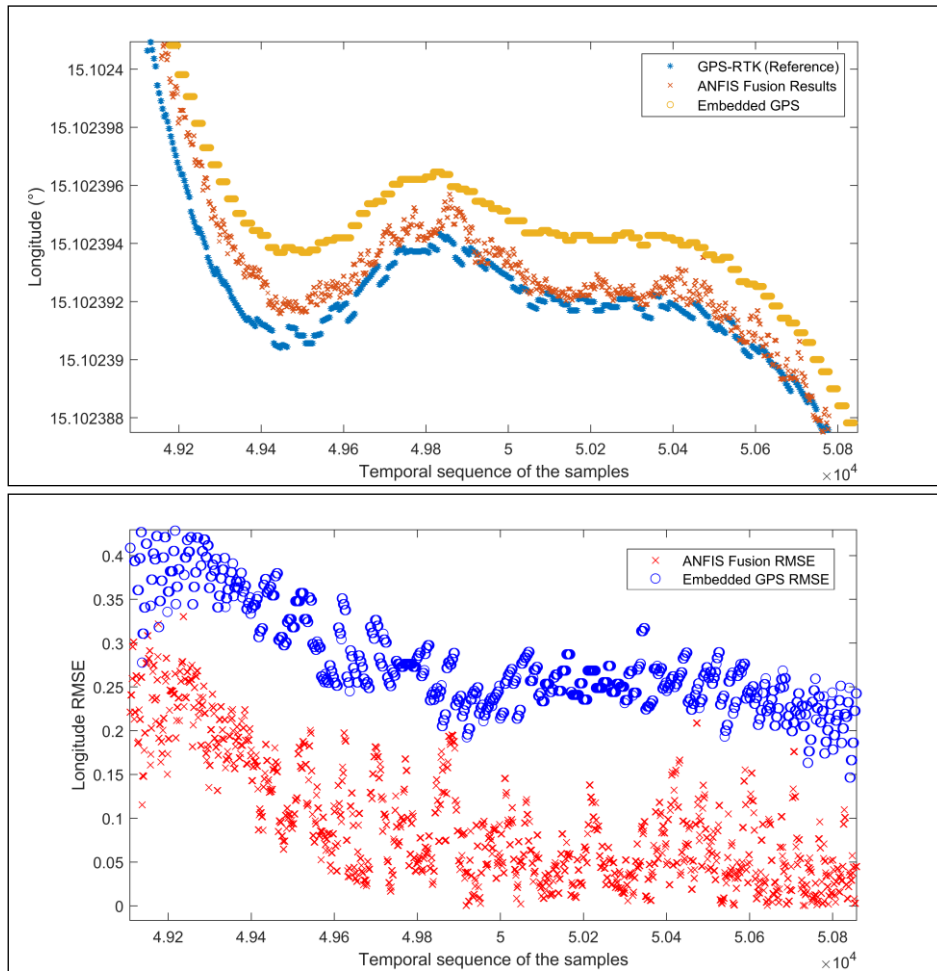 15.1024
15.102398
15.102396
15.102394
15.102392
15.10239
15.102388
Longitude (°)
GPS-RTK (Reference)
ANFIS Fusion Results
Embedded GPS
4.92 4.94 4.96 4.98 5 5.02 5.04 5.06 5.08
Temporal sequence of the samples
×10⁴
0.4
0.35
0.3
0.25
0.2
0.15
0.1
0.05
0
Longitude RMSE
ANFIS Fusion RMSE
Embedded GPS RMSE
4.92 4.94 4.96 4.98 5 5.02 5.04 5.06 5.08
Temporal sequence of the samples
×10⁴